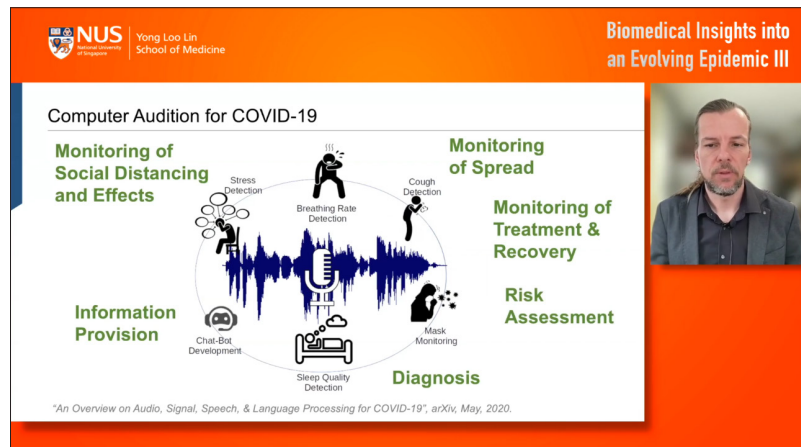 NUS
National University
of Singapore
Yong Loo Lin
School of Medicine
Biomedical Insights into
an Evolving Epidemic III
Computer Audition for COVID-19
Monitoring of
Social Distancing
and Effects
Monitoring
of Spread
Stress
Detection
Breathing Rate
Detection
Cough
Detection
Monitoring of
Treatment &
Recovery
Information
Provision
Risk
Assessment
Chat-Bot
Development
Mask
Monitoring
Sleep Quality
Detection
Diagnosis
"An Overview on Audio, Signal, Speech, & Language Processing for COVID-19", arXiv, May, 2020.